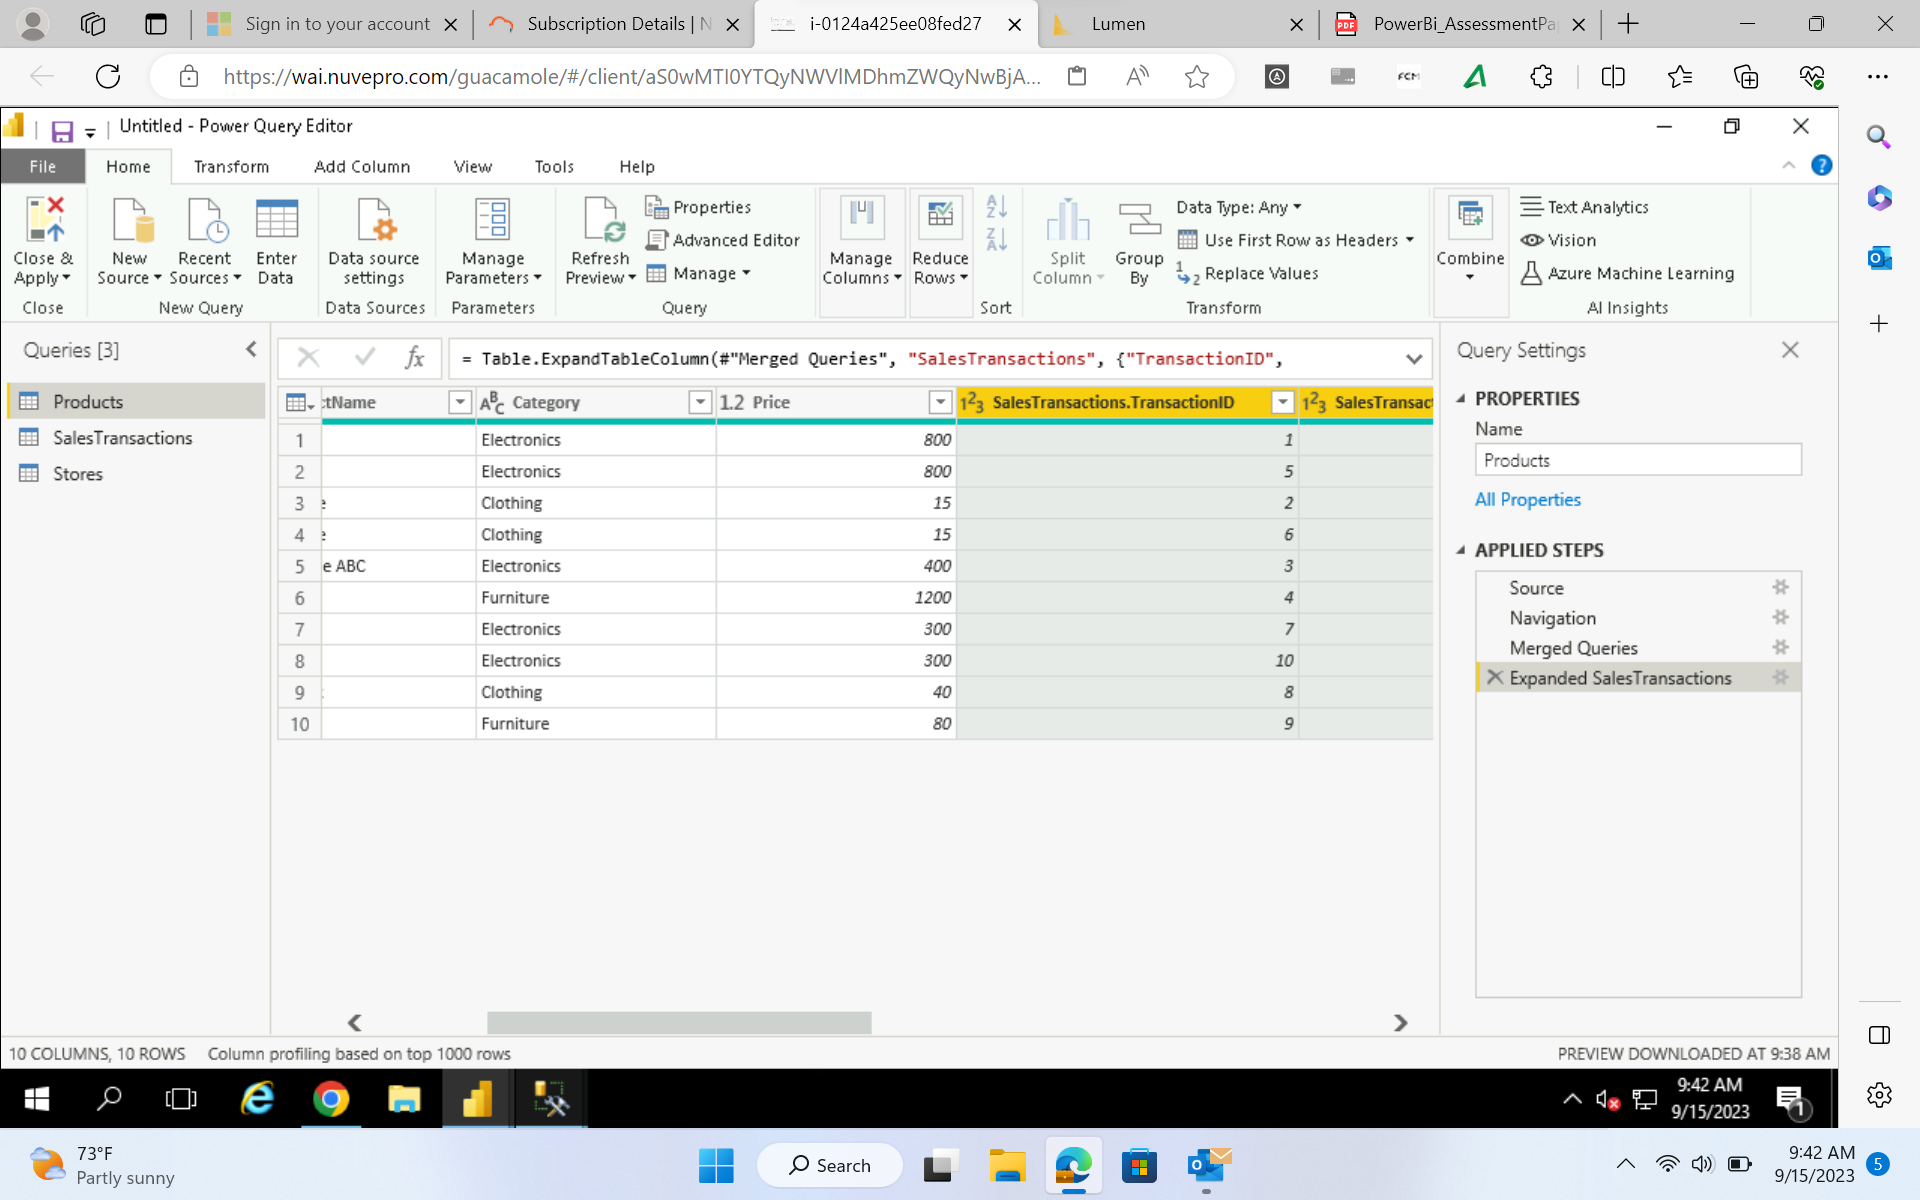 Sign in to your account
Subscription Details | N
i-0124a425ee08fed27
Lumen
PowerBi_AssessmentPa
https://wai.nuvepro.com/guacamole/#/client/aS0wMTI0YTQyNWVlMDhmZWQyNwBjA...
Untitled - Power Query Editor
File Home Transform Add Column View Tools Help
Close & Apply
New Source
Recent Sources
Enter Data
Data source settings
Manage Parameters
Refresh Preview
Properties
Advanced Editor
Manage
Manage Columns
Reduce Rows
Split Column
Group By
Data Type: Any
Use First Row as Headers
Replace Values
Combine
Text Analytics
Vision
Azure Machine Learning
Close New Query Data Sources Parameters Query Sort Transform AI Insights
Queries [3]
Products
SalesTransactions
Stores
fx = Table.ExpandTableColumn(#"Merged Queries", "SalesTransactions", {"TransactionID",
ctName ABC Category 1.2 Price 123 SalesTransactions.TransactionID 123 SalesTransact
1 Electronics 800 1
2 Electronics 800 5
3 e Clothing 15 2
4 e Clothing 15 6
5 e ABC Electronics 400 3
6 Furniture 1200 4
7 Electronics 300 7
8 Electronics 300 10
9 Clothing 40 8
10 Furniture 80 9
Query Settings
PROPERTIES
Name
Products
All Properties
APPLIED STEPS
Source
Navigation
Merged Queries
Expanded SalesTransactions
10 COLUMNS, 10 ROWS Column profiling based on top 1000 rows
PREVIEW DOWNLOADED AT 9:38 AM
9:42 AM
9/15/2023
1
73°F
Partly sunny
Search
9:42 AM
9/15/2023
5